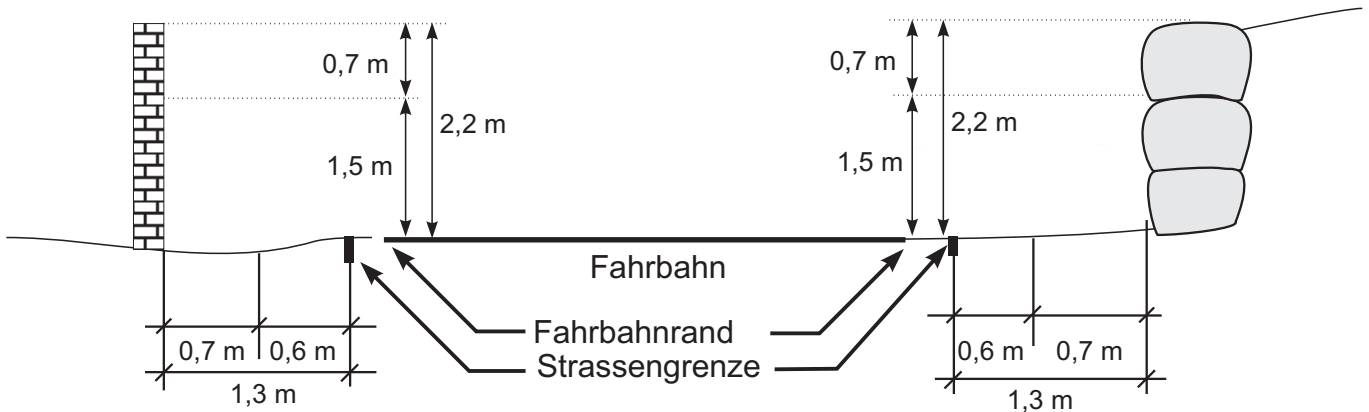 0,7 m
2,2 m
1,5 m
0,7 m
2,2 m
1,5 m
Fahrbahn
Fahrbahnrand
Strassengrenze
0,7 m
0,6 m
1,3 m
0,6 m
0,7 m
1,3 m